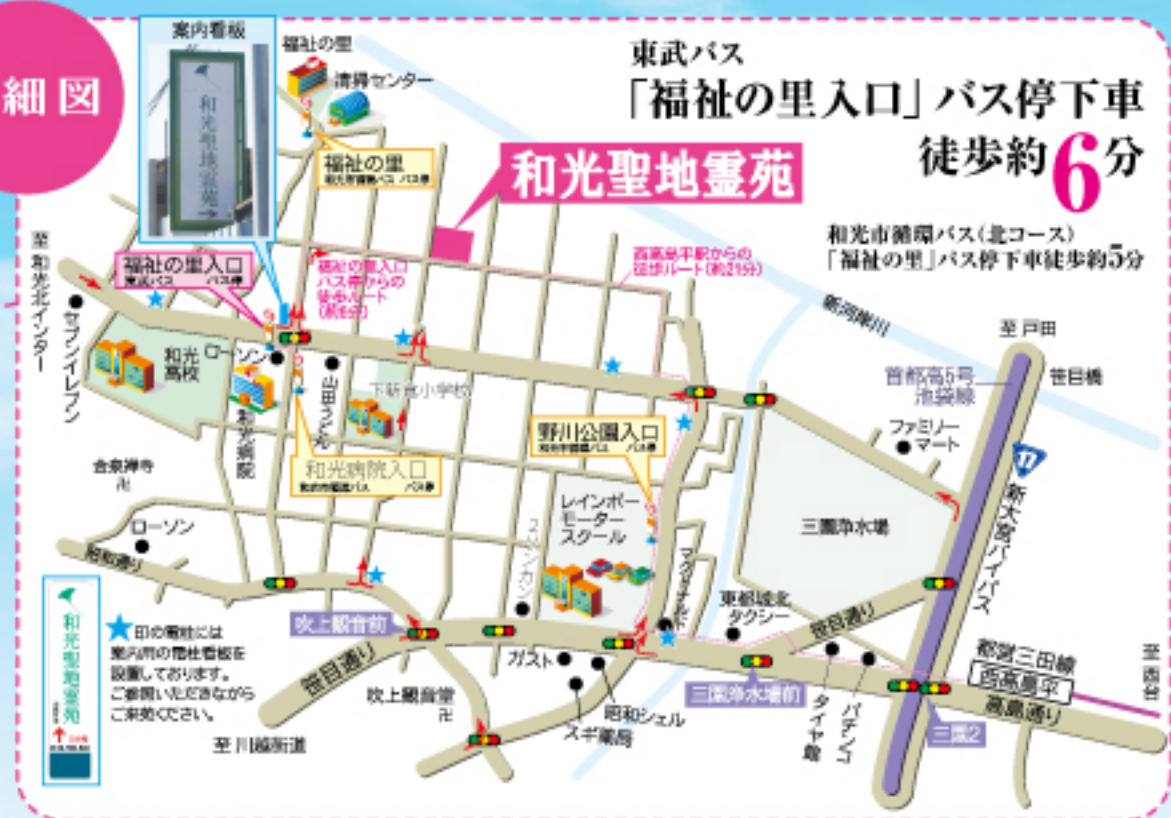 細図
案内看板
和光聖地霊苑
福祉の里
清掃センター
東武バス
「福祉の里入口」バス停下車
徒歩約6分
和光市循環バス(北コース)
「福祉の里」バス停下車徒歩約5分
和光聖地霊苑
福祉の里
和光市循環バス バス停
至和光北インター
セブンイレブン
福祉の里入口
東武バス バス停
福祉の里入口
バス停からの
徒歩ルート
(約6分)
西高島平駅からの
徒歩ルート(約21分)
新河岸川
至戸田
笹目橋
首都高5号
池袋線
ファミリー
マート
17
新大宮バイパス
和光
高校
ローソン
和光病院
山田うどん
下新倉小学校
野川公園入口
和光市循環バス バス停
和光病院入口
和光市循環バス バス停
金泉禅寺
卍
ローソン
昭和通り
レインボー
モーター
スクール
マクドナルド
三園浄水場
東都城北
タクシー
笹目通り
吹上観音前
笹目通り
吹上観音堂
卍
至川越街道
ガスト
昭和シェル
スギ薬局
三園浄水場前
タイヤ館
パチンコ
都営三田線
西高島平
高島通り
三園2
至西台
和光聖地霊苑
★印の電柱には
案内用の電柱看板を
設置しております。
ご参照いただきながら
ご来苑ください。